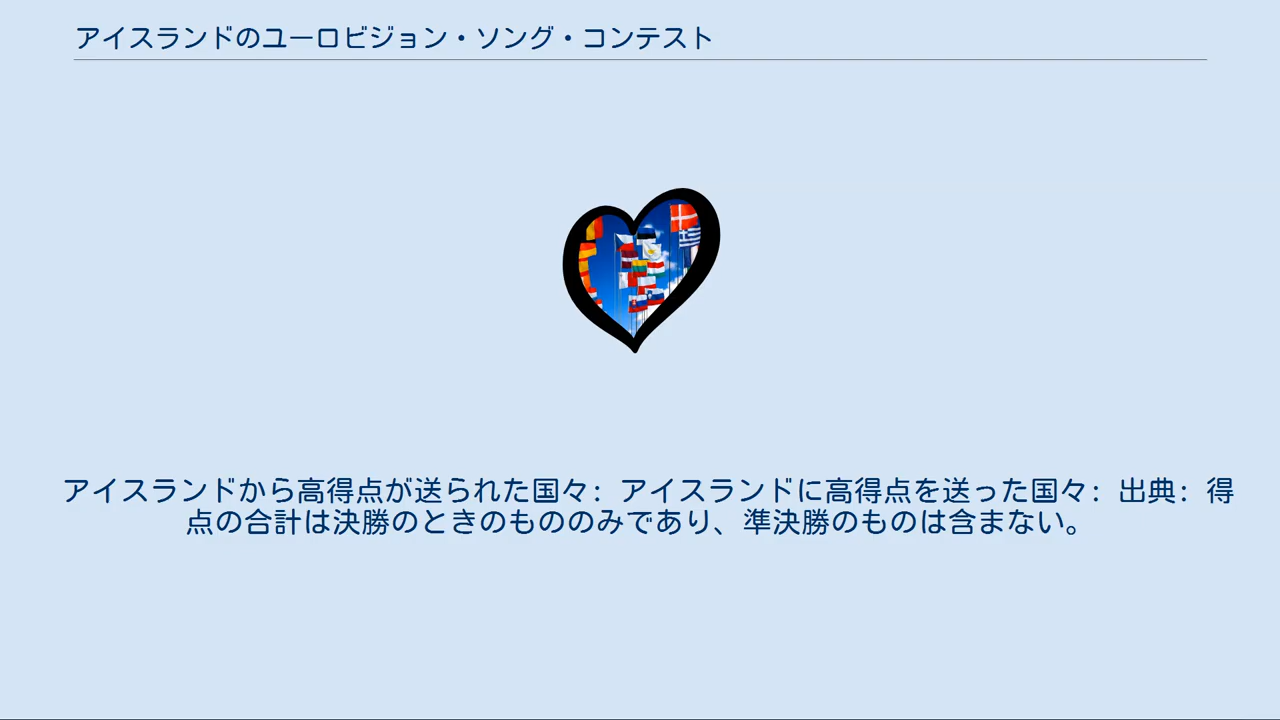 アイスランドのユーロビジョン・ソング・コンテスト
アイスランドから高得点が送られた国々: アイスランドに高得点を送った国々: 出典: 得
点の合計は決勝のときのもののみであり、準決勝のものは含まない。